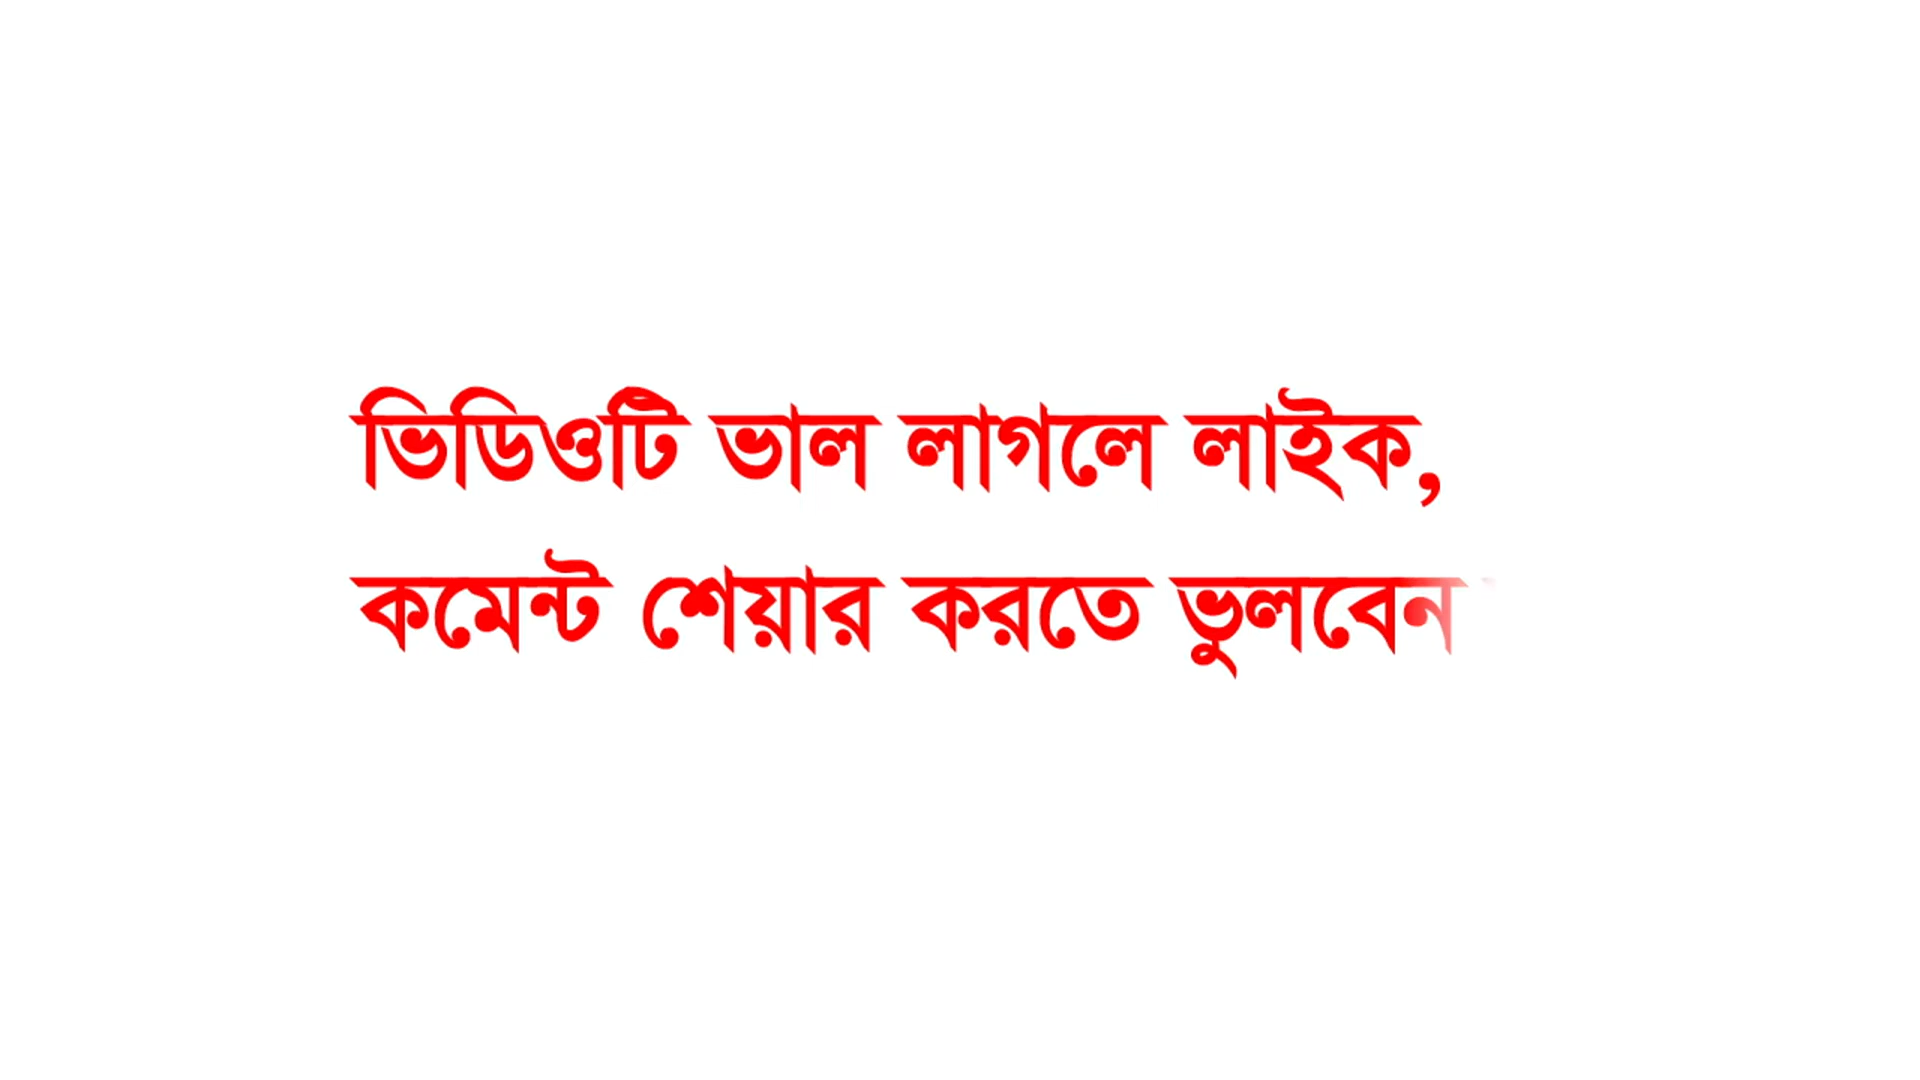 ভিডিওটি ভাল লাগলে লাইক,
কমেন্ট শেয়ার করতে ভুলবেন